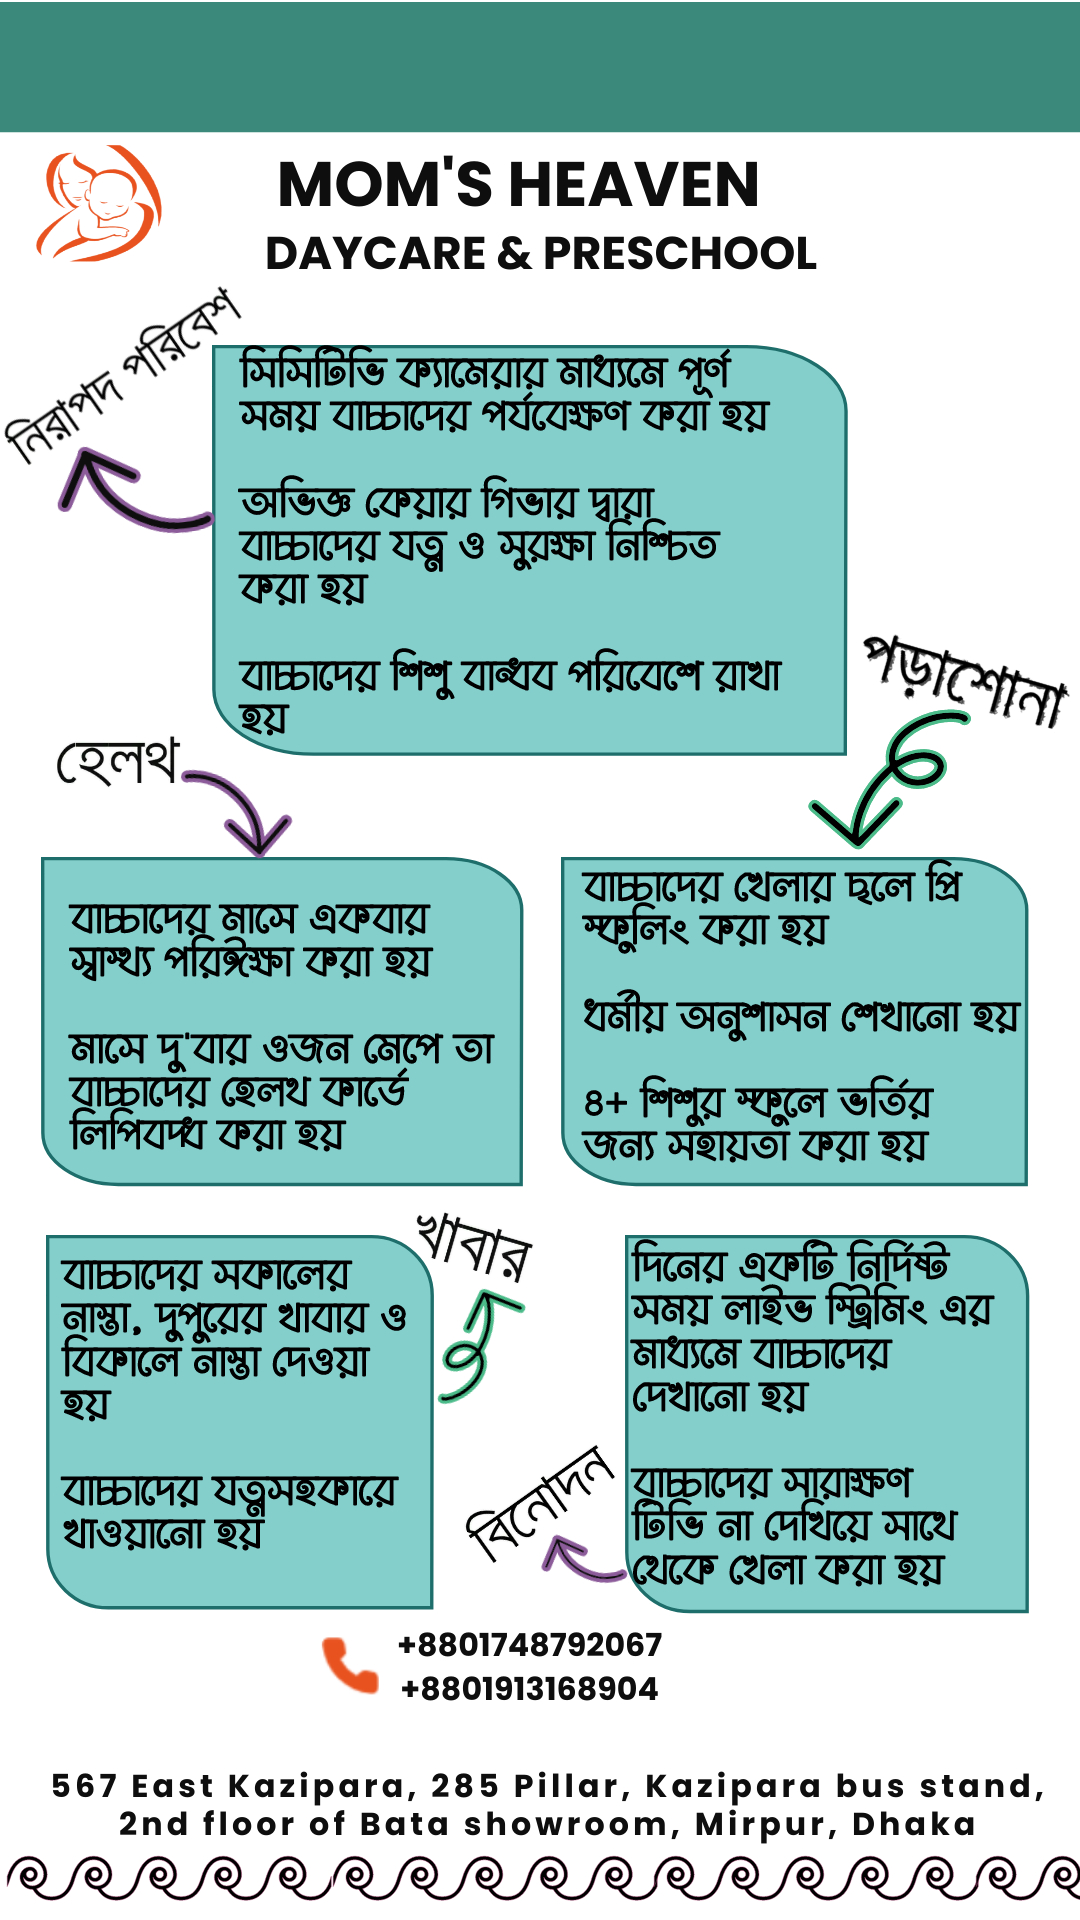 MOM'S HEAVEN
DAYCARE & PRESCHOOL
নিরাপদ পরিবেশ
সিসিটিভি ক্যামেরার মাধ্যমে পূর্ণ
সময় বাচ্চাদের পর্যবেক্ষণ করা হয়
অভিজ্ঞ কেয়ার গিভার দ্বারা
বাচ্চাদের যত্ন ও সুরক্ষা নিশ্চিত
করা হয়
বাচ্চাদের শিশু বান্ধব পরিবেশে রাখা
হয়
হেলথ
বাচ্চাদের মাসে একবার
স্বাস্থ্য পরিঈক্ষা করা হয়
মাসে দু'বার ওজন মেপে তা
বাচ্চাদের হেলথ কার্ডে
লিপিবদ্ধ করা হয়
পড়াশোনা
বাচ্চাদের খেলার ছলে প্রি
স্কুলিং করা হয়
ধর্মীয় অনুশাসন শেখানো হয়
৪+ শিশুর স্কুলে ভর্তির
জন্য সহায়তা করা হয়
খাবার
বাচ্চাদের সকালের
নাস্তা, দুপুরের খাবার ও
বিকালে নাস্তা দেওয়া
হয়
বাচ্চাদের যত্নসহকারে
খাওয়ানো হয়
বিনোদন
দিনের একটি নির্দিষ্ট
সময় লাইভ স্ট্রিমিং এর
মাধ্যমে বাচ্চাদের
দেখানো হয়
বাচ্চাদের সারাক্ষণ
টিভি না দেখিয়ে সাথে
থেকে খেলা করা হয়
+8801748792067
+8801913168904
567 East Kazipara, 285 Pillar, Kazipara bus stand,
2nd floor of Bata showroom, Mirpur, Dhaka